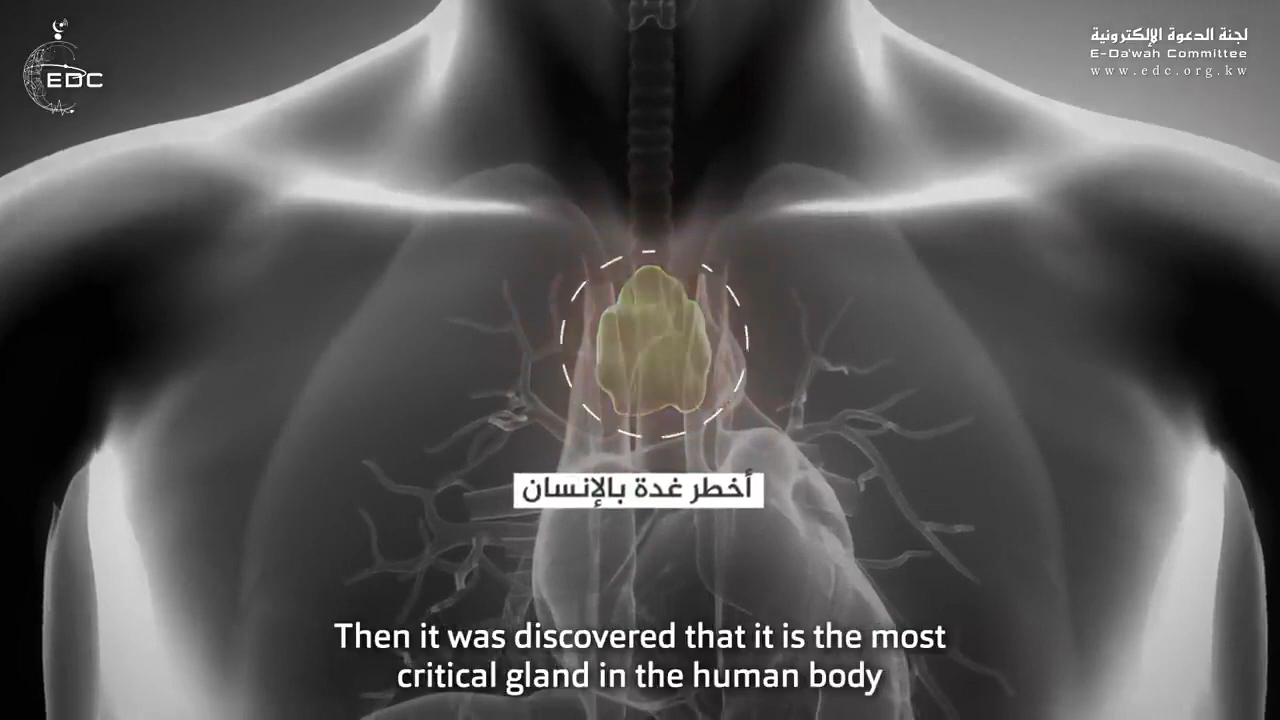 EDC
لجنة الدعوة الإلكترونية
E-Da'wah Committee
www.edc.org.kw
أخطر غدة بالإنسان
Then it was discovered that it is the most
critical gland in the human body